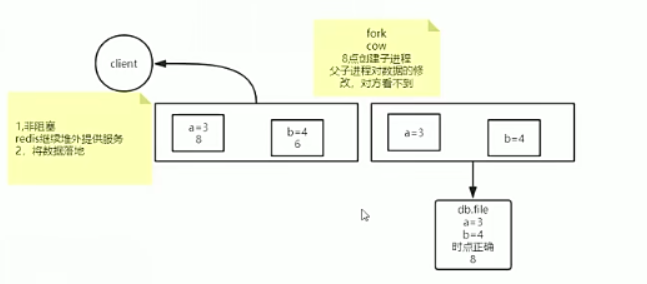 fork
cow
8点创建子进程
父子进程对数据的修
改，对方看不到
client
1,非阻塞
redis继续堆外提供服务
2，将数据落地
a=3
8
b=4
6
a=3
b=4
db.file
a=3
b=4
时点正确
8